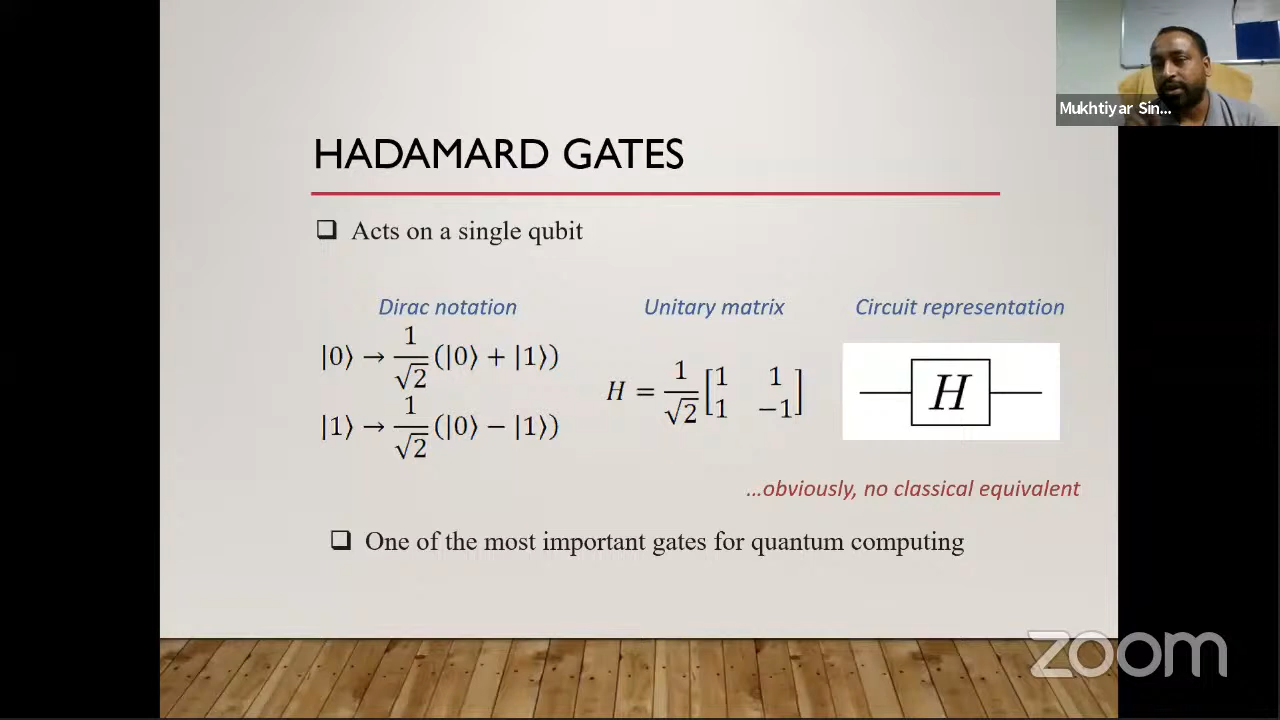 Mukhtiyar Sin...
HADAMARD GATES
❑ Acts on a single qubit
Dirac notation
|0⟩ → 1/√2 (|0⟩ + |1⟩)
|1⟩ → 1/√2 (|0⟩ − |1⟩)
Unitary matrix
H = 1/√2 [1 1
1 −1]
Circuit representation
H
...obviously, no classical equivalent
❑ One of the most important gates for quantum computing
zoom